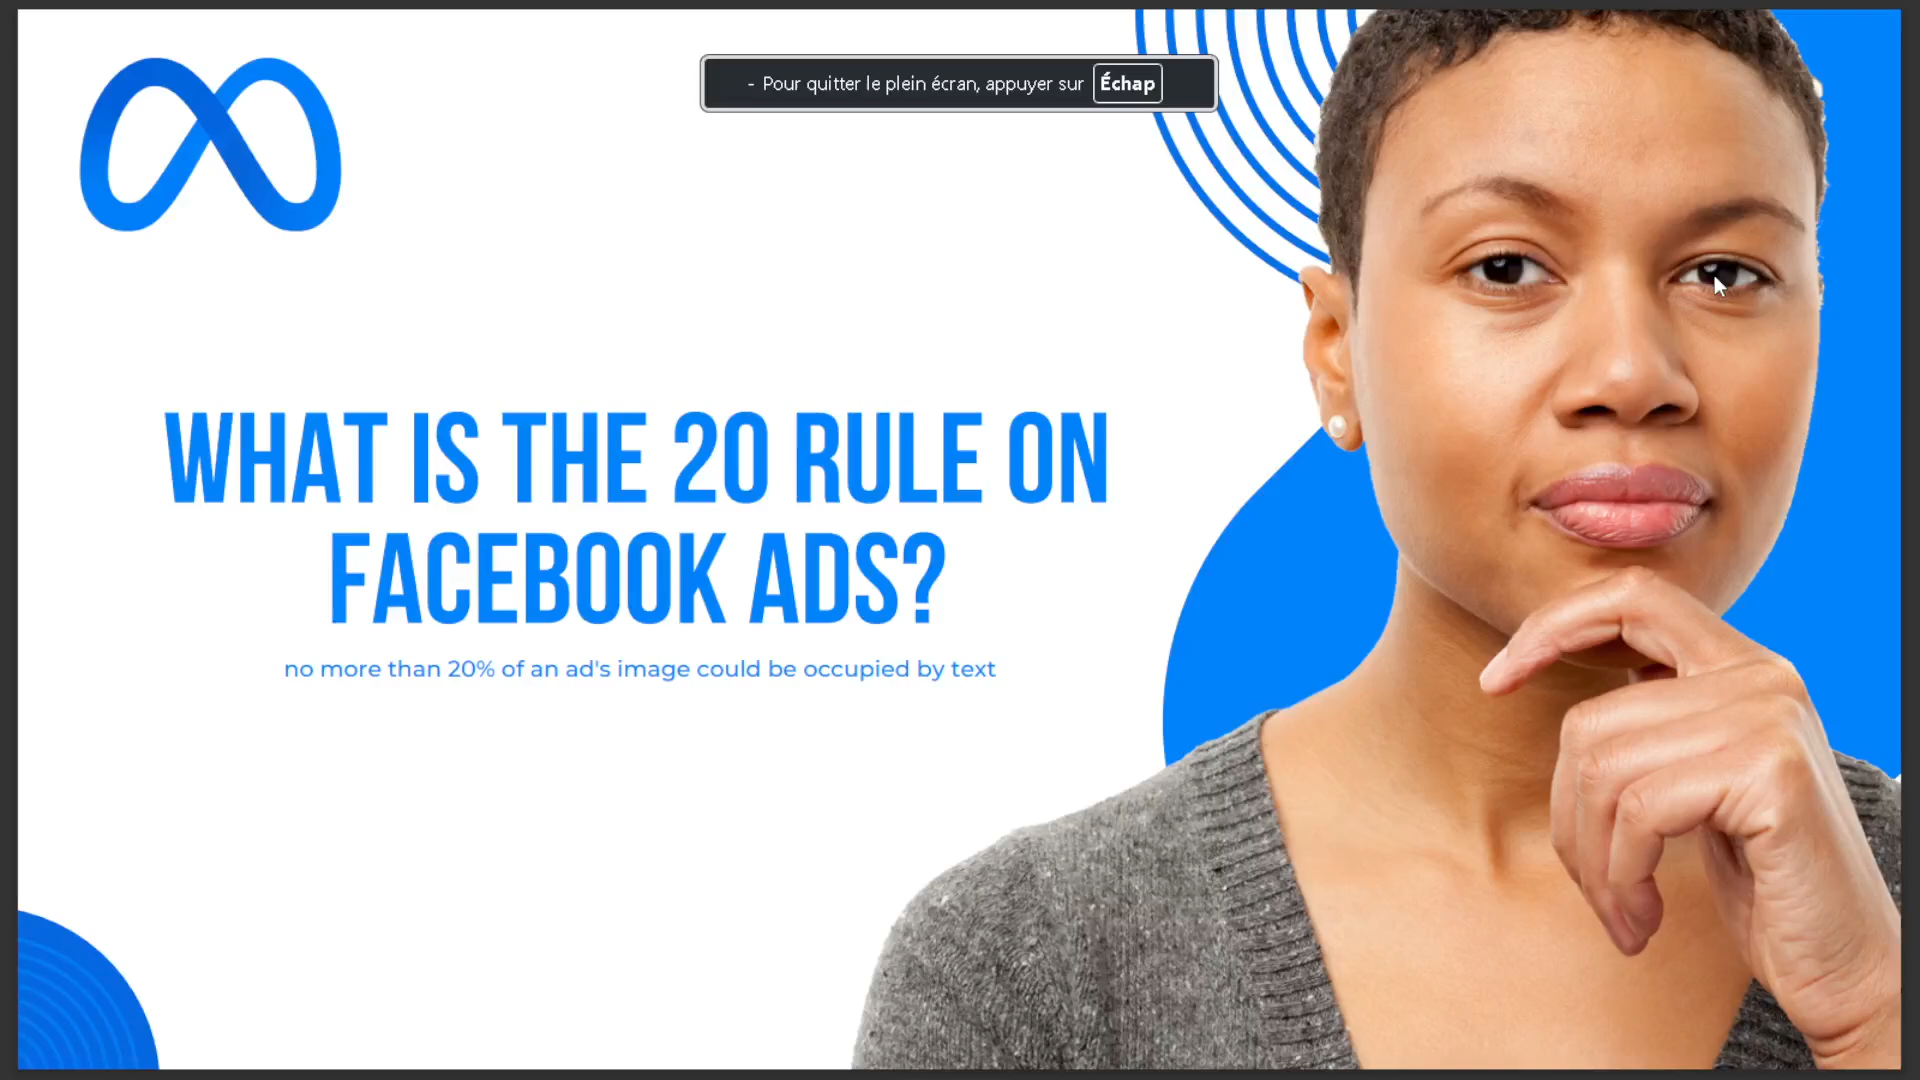 - Pour quitter le plein écran, appuyer sur Échap
WHAT IS THE 20 RULE ON
FACEBOOK ADS?
no more than 20% of an ad's image could be occupied by text